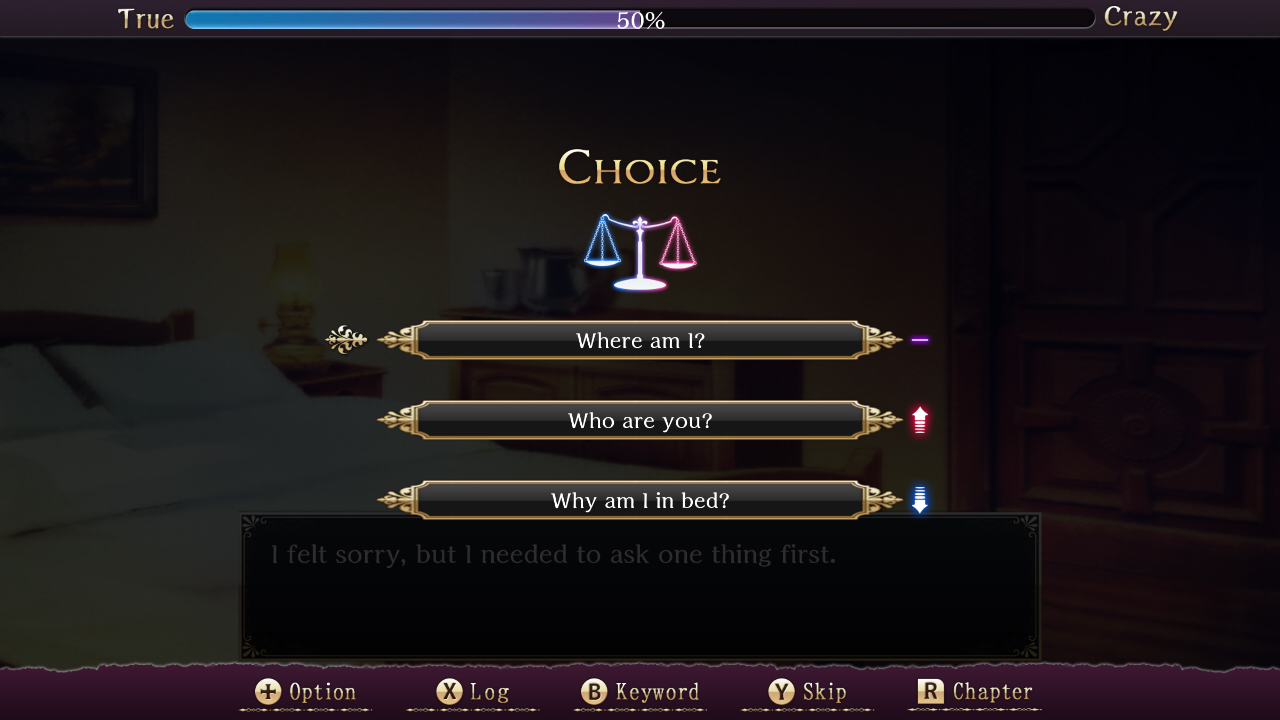 True 50% Crazy
CHOICE
Where am I?
Who are you?
Why am I in bed?
I felt sorry, but I needed to ask one thing first.
+ Option X Log B Keyword Y Skip R Chapter